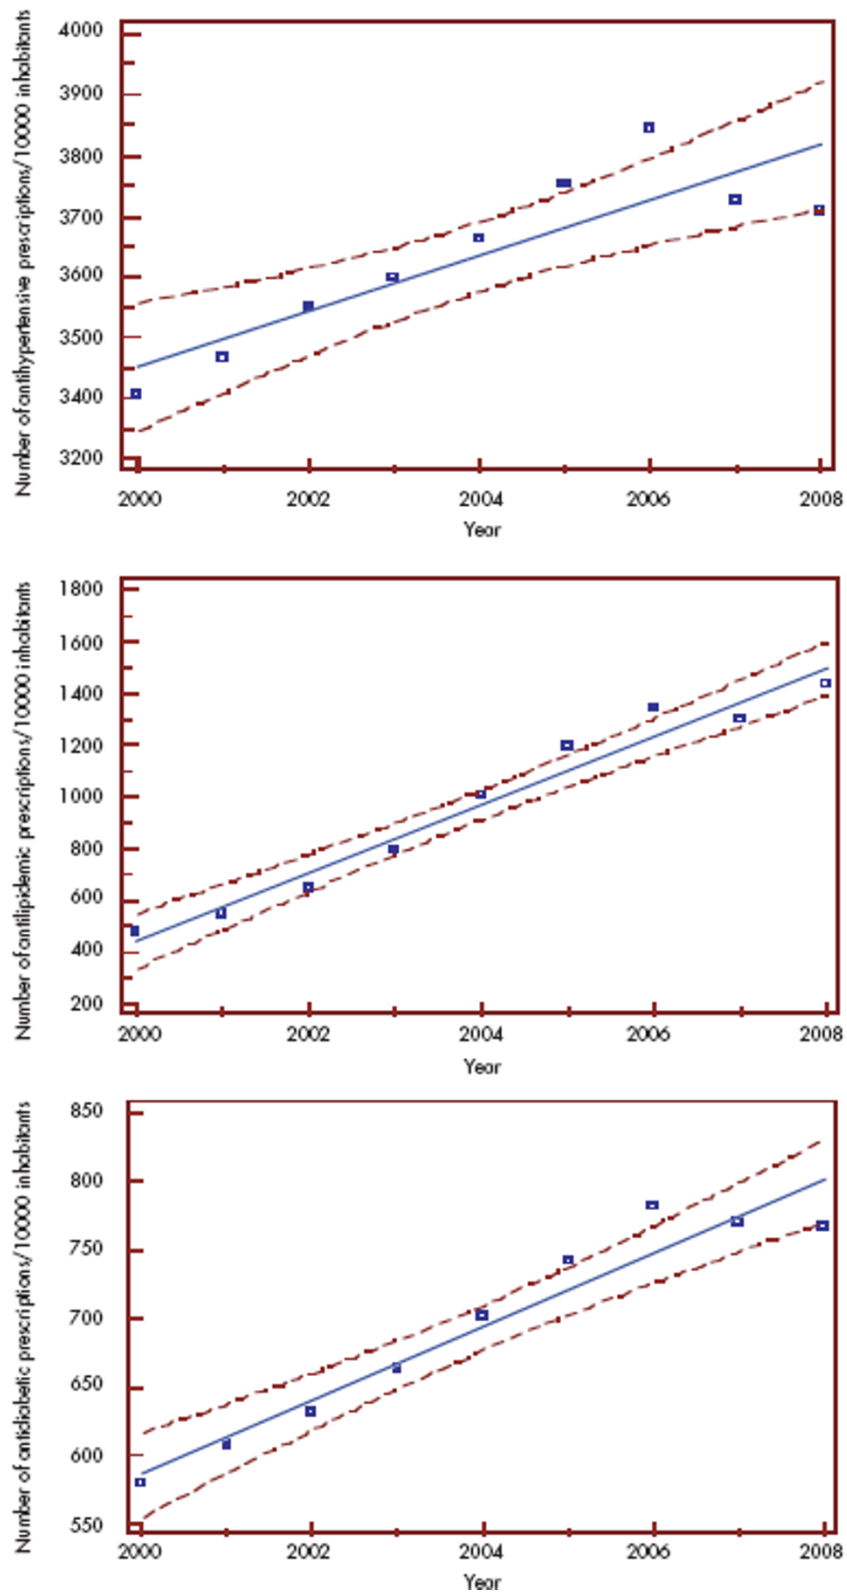 Number of antihypertensive prescriptions/10000 inhabitants
4000
3900
3800
3700
3600
3500
3400
3200
2000 2002 2004 2006 2008
Year
Number of antilipidemic prescriptions/10000 inhabitants
1800
1600
1400
1200
1000
800
600
400
200
2000 2002 2004 2006 2008
Year
Number of antidiabetic prescriptions/10000 inhabitants
850
800
750
700
650
600
550
2000 2002 2004 2006 2008
Year